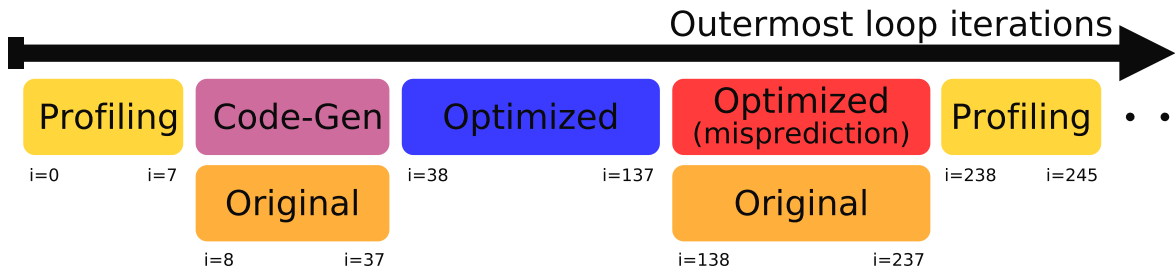 Outermost loop iterations
Profiling
Code-Gen
Optimized
Optimized
(misprediction)
Profiling
i=0
i=7
i=38
i=137
i=238
i=245
Original
Original
i=8
i=37
i=138
i=237